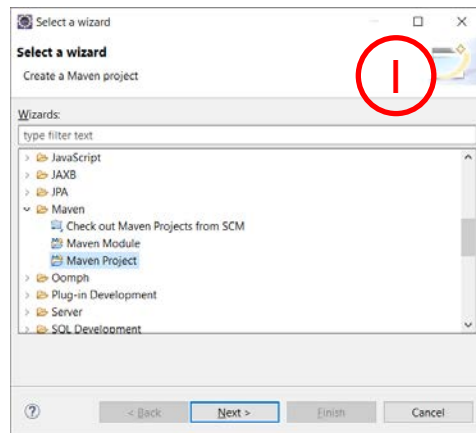 Select a wizard
Select a wizard
Create a Maven project
I
Wizards:
type filter text
JavaScript
JAXB
JPA
Maven
Check out Maven Projects from SCM
Maven Module
Maven Project
Oomph
Plug-in Development
Server
SQL Development
? < Back Next > Finish Cancel